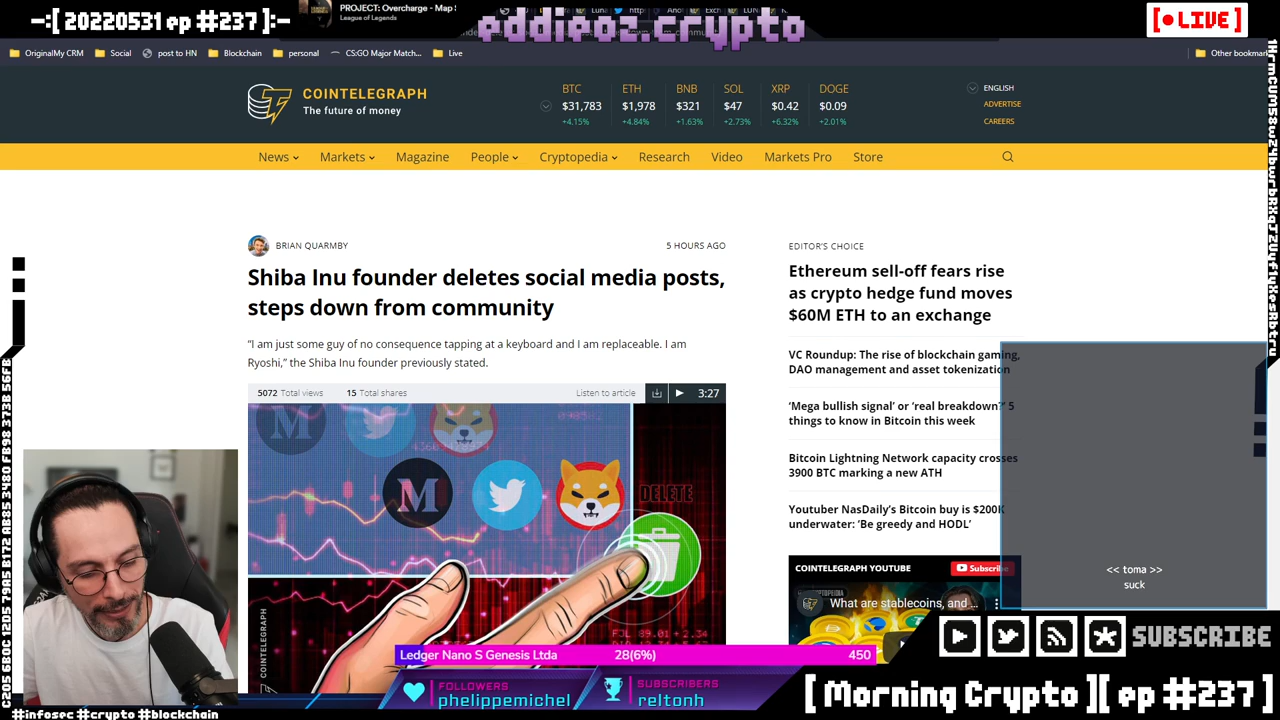 —:[ 20220531 ep #237 ]:—
PROJECT: Overcharge - Map
League of Legends
eddieoz.crypto
[ • LIVE ]
OriginalMy CRM
Social
post to HN
Blockchain
personal
CS:GO Major Match...
Live
Other bookmar
COINTELEGRAPH
The future of money
BTC ETH BNB SOL XRP DOGE
$31,783 $1,978 $321 $47 $0.42 $0.09
+4.15% +4.84% +1.63% +2.73% +6.32% +2.01%
ENGLISH
ADVERTISE
CAREERS
News Markets Magazine People Cryptopedia Research Video Markets Pro Store
BRIAN QUARMBY
5 HOURS AGO
Shiba Inu founder deletes social media posts,
steps down from community
"I am just some guy of no consequence tapping at a keyboard and I am replaceable. I am
Ryoshi," the Shiba Inu founder previously stated.
5072 Total views
15 Total shares
Listen to article
3:27
M
DELETE
COINTELEGRAPH
EDITOR'S CHOICE
Ethereum sell-off fears rise
as crypto hedge fund moves
$60M ETH to an exchange
VC Roundup: The rise of blockchain gaming,
DAO management and asset tokenization
'Mega bullish signal' or 'real breakdown?' 5
things to know in Bitcoin this week
Bitcoin Lightning Network capacity crosses
3900 BTC marking a new ATH
Youtuber NasDaily's Bitcoin buy is $200K
underwater: 'Be greedy and HODL'
COINTELEGRAPH YOUTUBE
Subscribe
What are stablecoins, and ...
<< toma >>
suck
SUBSCRIBE
Ledger Nano S Genesis Ltda
28(6%)
450
FOLLOWERS
phelippemichel
SUBSCRIBERS
reltonh
[ Morning Crypto ][ ep #237 ]
#infosec #crypto #blockchain